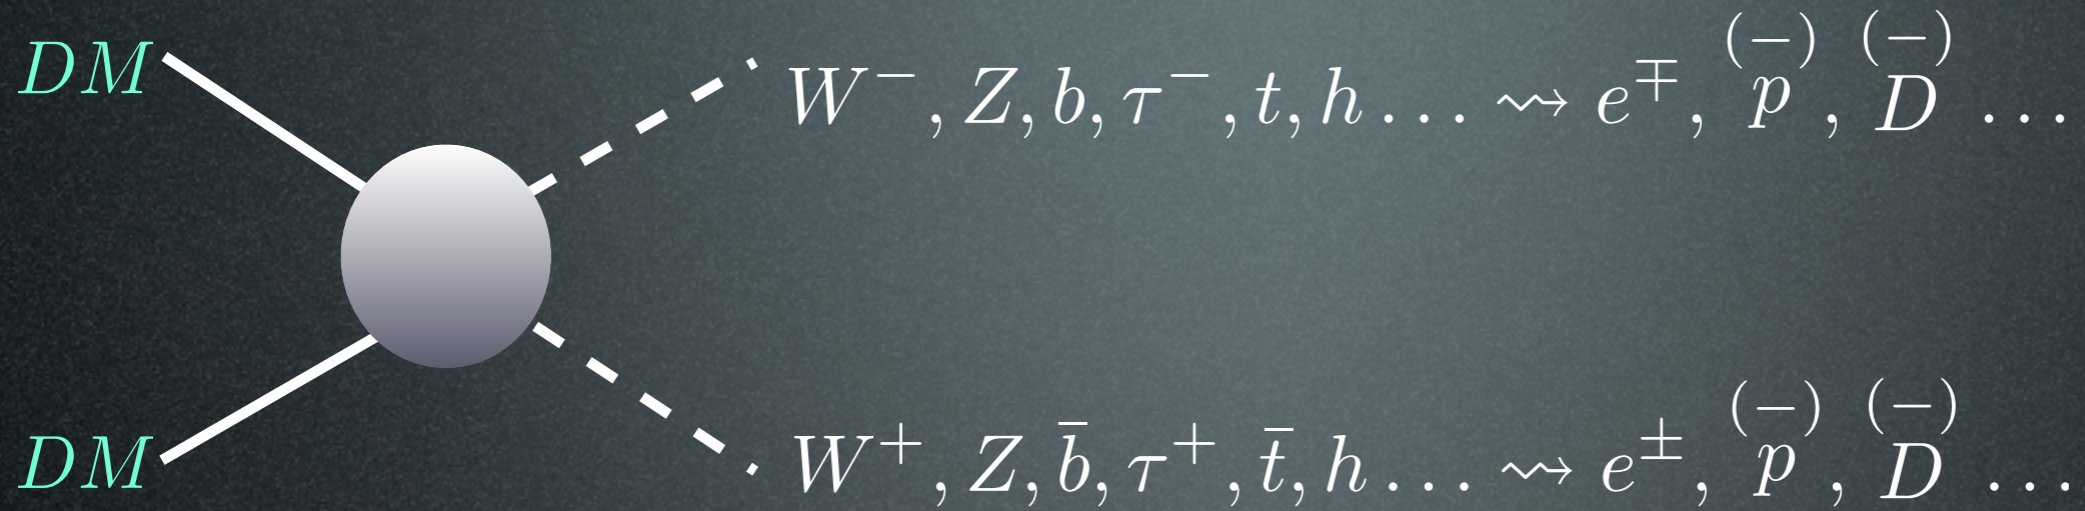 DM
W⁻, Z, b, τ⁻, t, h … ⇝ e^∓, (−)p, (−)D …
DM
W⁺, Z, b̄, τ⁺, t̄, h … ⇝ e^±, (−)p, (−)D …